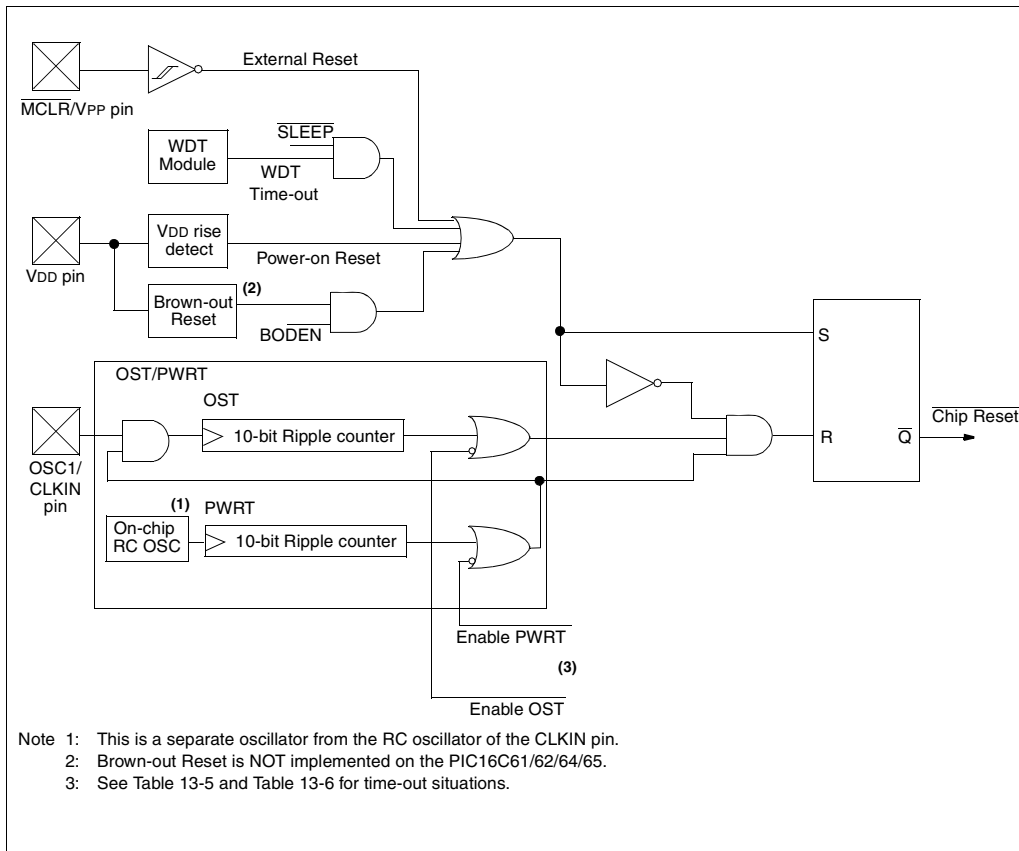 External Reset
MCLR/VPP pin
SLEEP
WDT
Module
WDT
Time-out
VDD rise
detect
Power-on Reset
VDD pin
(2)
Brown-out
Reset
BODEN
S
OST/PWRT
OST
10-bit Ripple counter
OSC1/
CLKIN
pin
R
Q
Chip Reset
(1)
PWRT
On-chip
RC OSC
10-bit Ripple counter
Enable PWRT
(3)
Enable OST
Note 1: This is a separate oscillator from the RC oscillator of the CLKIN pin.
2: Brown-out Reset is NOT implemented on the PIC16C61/62/64/65.
3: See Table 13-5 and Table 13-6 for time-out situations.